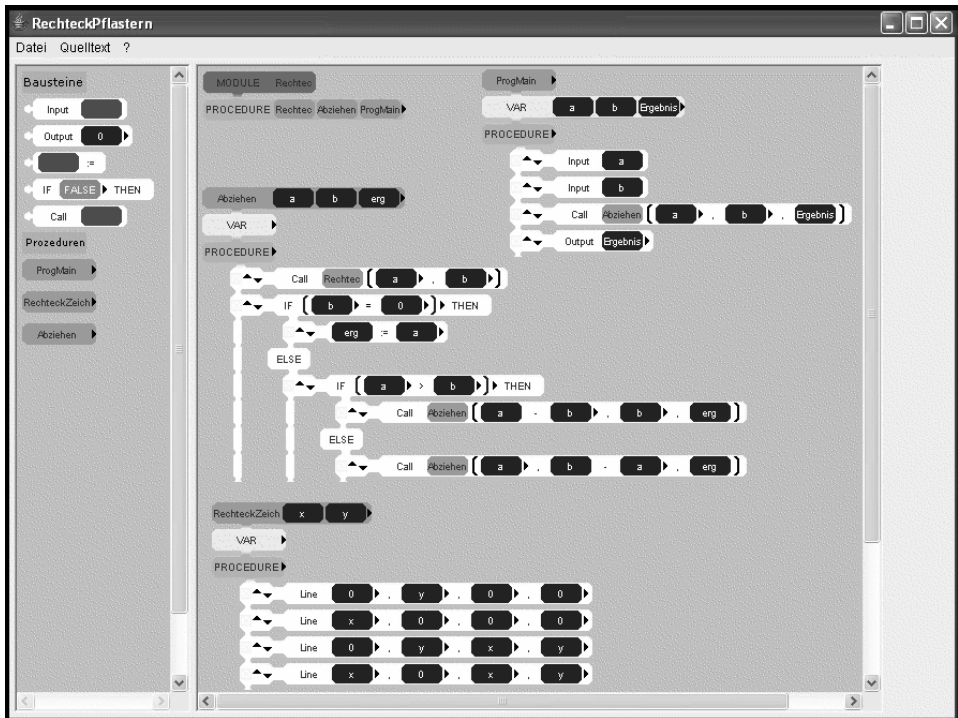 RechteckPflastern
Datei Quelltext ?
Bausteine
Input
Output 0
:=
IF FALSE THEN
Call
Prozeduren
ProgMain
RechteckZeich
Abziehen
MODULE Rechtec
PROCEDURE Rechtec Abziehen ProgMain
ProgMain
VAR a b Ergebnis
PROCEDURE
Input a
Input b
Call Abziehen ( a , b , Ergebnis )
Output Ergebnis
Abziehen a b erg
VAR
PROCEDURE
Call Rechtec ( a , b )
IF ( b = 0 ) THEN
erg := a
ELSE
IF ( a > b ) THEN
Call Abziehen ( a - b , b , erg )
ELSE
Call Abziehen ( a , b - a , erg )
RechteckZeich x y
VAR
PROCEDURE
Line 0 , y , 0 , 0
Line x , 0 , 0 , 0
Line 0 , y , x , y
Line x , 0 , x , y